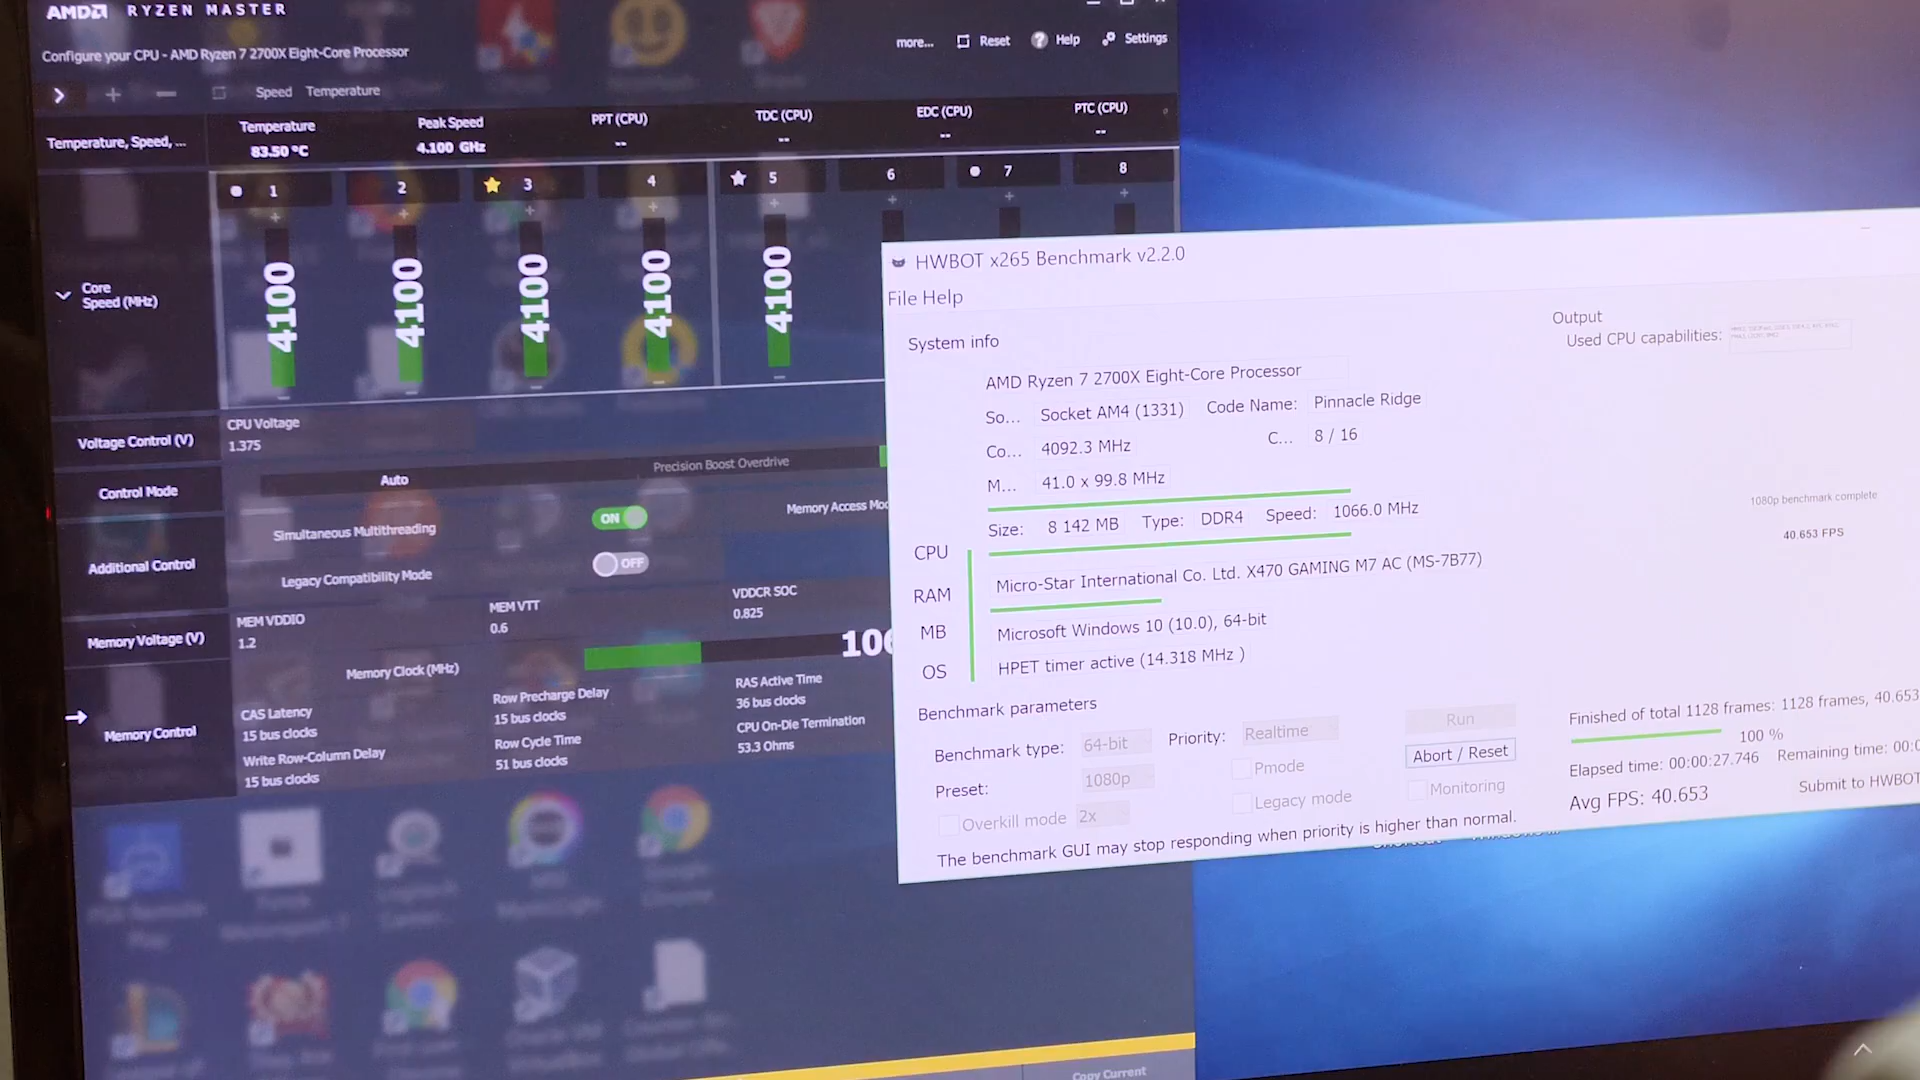 AMD RYZEN MASTER
Configure your CPU - AMD Ryzen 7 2700X Eight-Core Processor
more... Reset Help Settings
Speed Temperature
Temperature, Speed, ...
Temperature
83.50 °C
Peak Speed
4.100 GHz
PPT (CPU)
--
TDC (CPU)
--
EDC (CPU)
--
PTC (CPU)
--
1 2 3 4 5 6 7 8
Core
Speed (MHz)
4100 4100 4100 4100 4100
Voltage Control (V)
CPU Voltage
1.375
Control Mode
Auto
Precision Boost Overdrive
Additional Control
Simultaneous Multithreading
ON
Memory Access Mod
Legacy Compatibility Mode
OFF
Memory Voltage (V)
MEM VDDIO
1.2
MEM VTT
0.6
VDDCR SOC
0.825
Memory Control
Memory Clock (MHz)
106
CAS Latency
15 bus clocks
Row Precharge Delay
15 bus clocks
RAS Active Time
36 bus clocks
Write Row-Column Delay
15 bus clocks
Row Cycle Time
51 bus clocks
CPU On-Die Termination
53.3 Ohms
Google
Chrome
Copy Current
HWBOT x265 Benchmark v2.2.0
File Help
System info
AMD Ryzen 7 2700X Eight-Core Processor
So... Socket AM4 (1331) Code Name: Pinnacle Ridge
Co... 4092.3 MHz C... 8 / 16
M... 41.0 x 99.8 MHz
Size: 8 142 MB Type: DDR4 Speed: 1066.0 MHz
Micro-Star International Co. Ltd. X470 GAMING M7 AC (MS-7B77)
Microsoft Windows 10 (10.0), 64-bit
HPET timer active (14.318 MHz )
CPU
RAM
MB
OS
Benchmark parameters
Benchmark type: 64-bit Priority: Realtime
Preset: 1080p Pmode
Overkill mode 2x Legacy mode
Run
Abort / Reset
Monitoring
The benchmark GUI may stop responding when priority is higher than normal.
Output
Used CPU capabilities:
1080p benchmark complete
40.653 FPS
Finished of total 1128 frames: 1128 frames, 40.653
100 %
Elapsed time: 00:00:27.746 Remaining time: 00:0
Avg FPS: 40.653
Submit to HWBOT